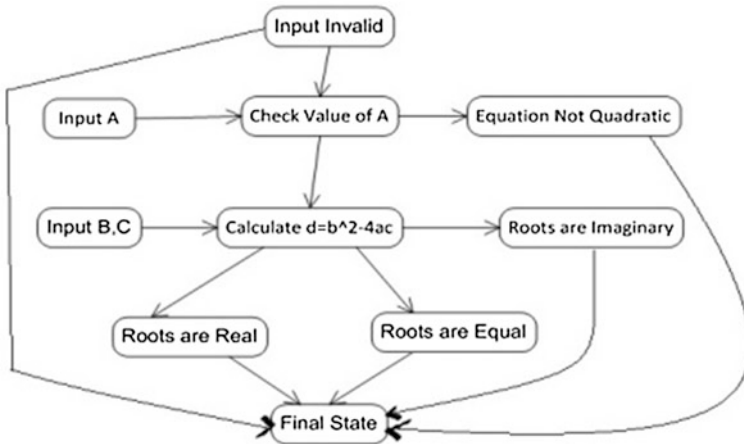 Input Invalid
Input A
Check Value of A
Equation Not Quadratic
Input B,C
Calculate d=b^2-4ac
Roots are Imaginary
Roots are Real
Roots are Equal
Final State